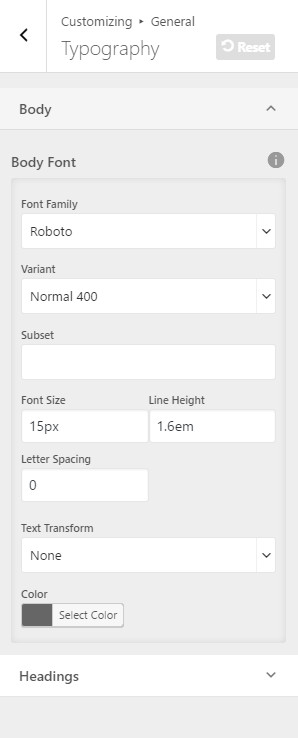 Customizing ▸ General
Typography
Reset
Body
Body Font
Font Family
Roboto
Variant
Normal 400
Subset
Font Size Line Height
15px 1.6em
Letter Spacing
0
Text Transform
None
Color
Select Color
Headings